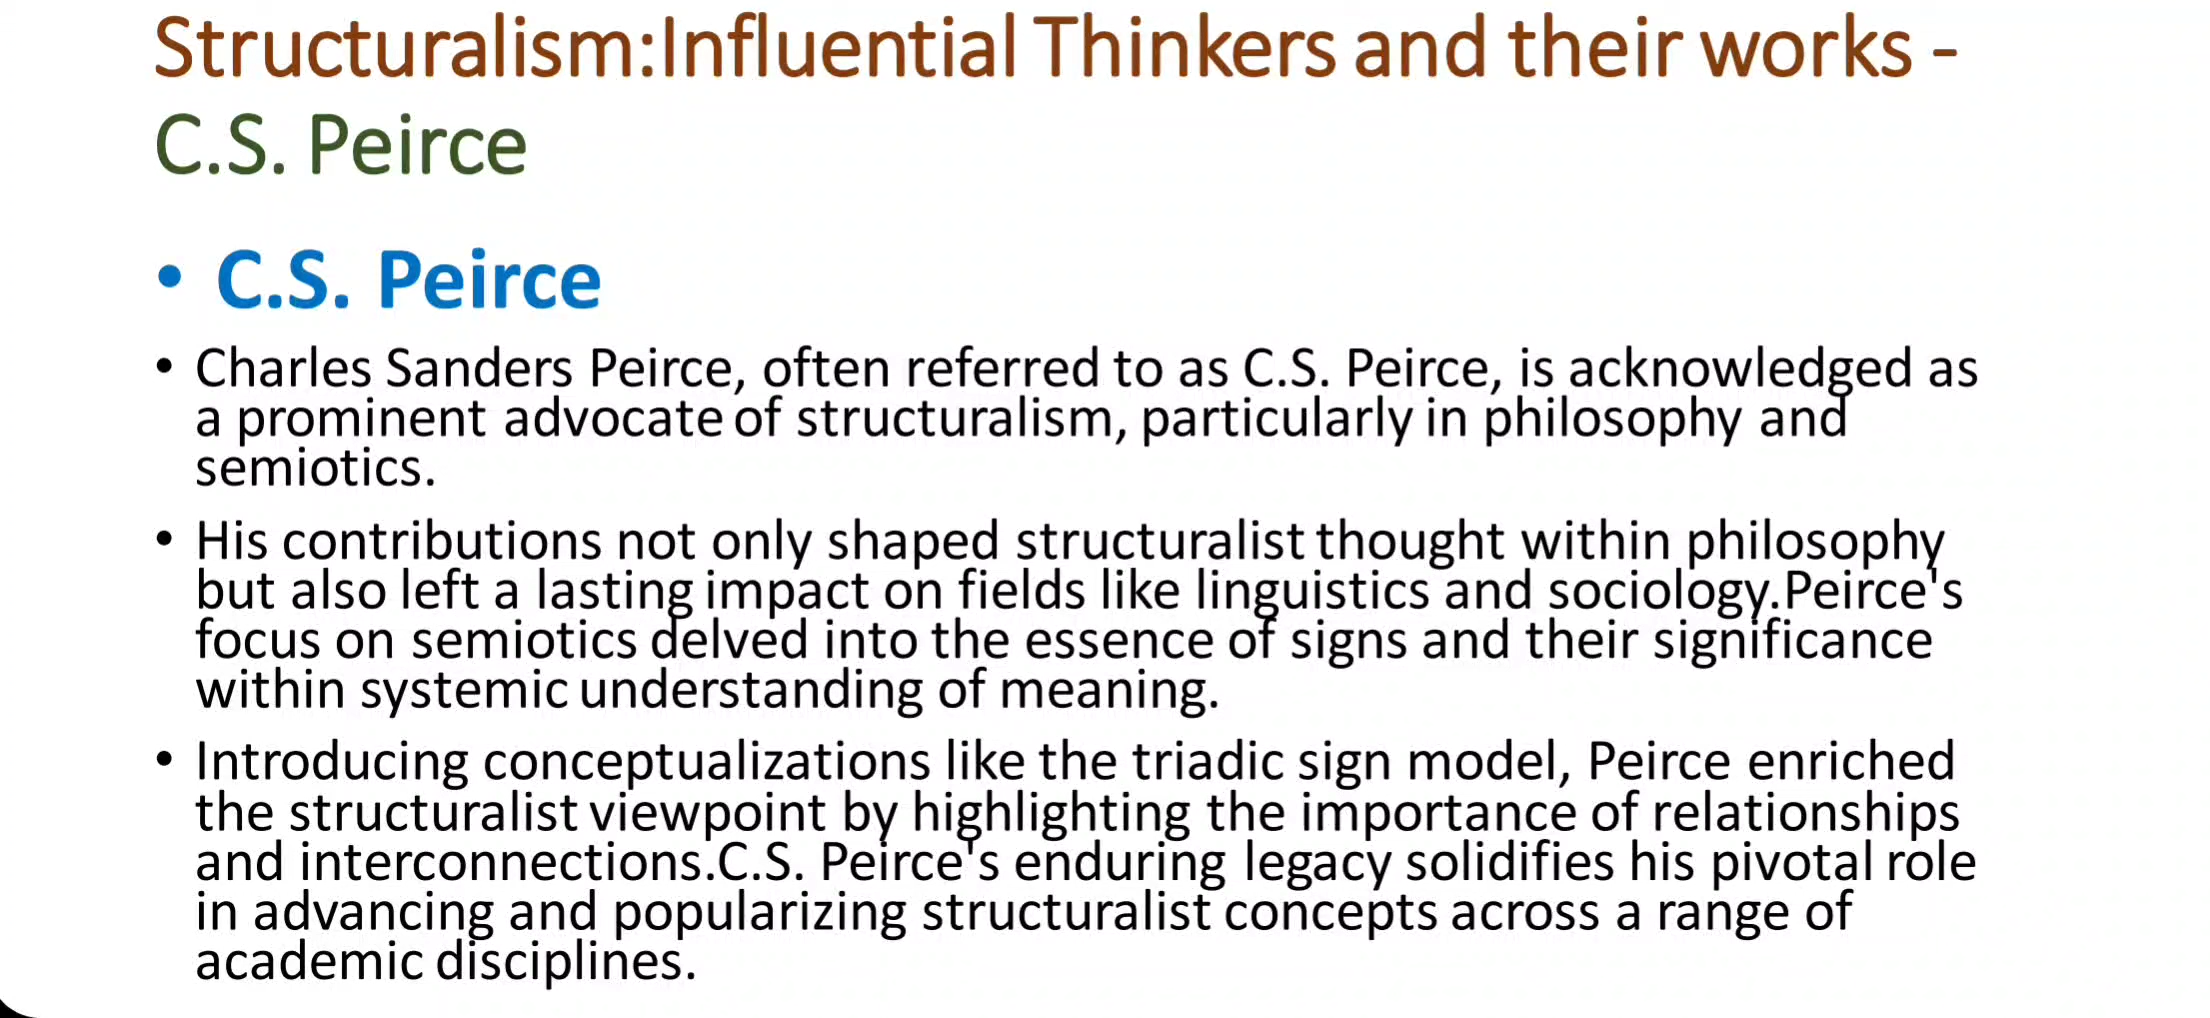 Structuralism:Influential Thinkers and their works -
C.S. Peirce
• C.S. Peirce
• Charles Sanders Peirce, often referred to as C.S. Peirce, is acknowledged as
a prominent advocate of structuralism, particularly in philosophy and
semiotics.
• His contributions not only shaped structuralist thought within philosophy
but also left a lasting impact on fields like linguistics and sociology.Peirce's
focus on semiotics delved into the essence of signs and their significance
within systemic understanding of meaning.
• Introducing conceptualizations like the triadic sign model, Peirce enriched
the structuralist viewpoint by highlighting the importance of relationships
and interconnections.C.S. Peirce's enduring legacy solidifies his pivotal role
in advancing and popularizing structuralist concepts across a range of
academic disciplines.